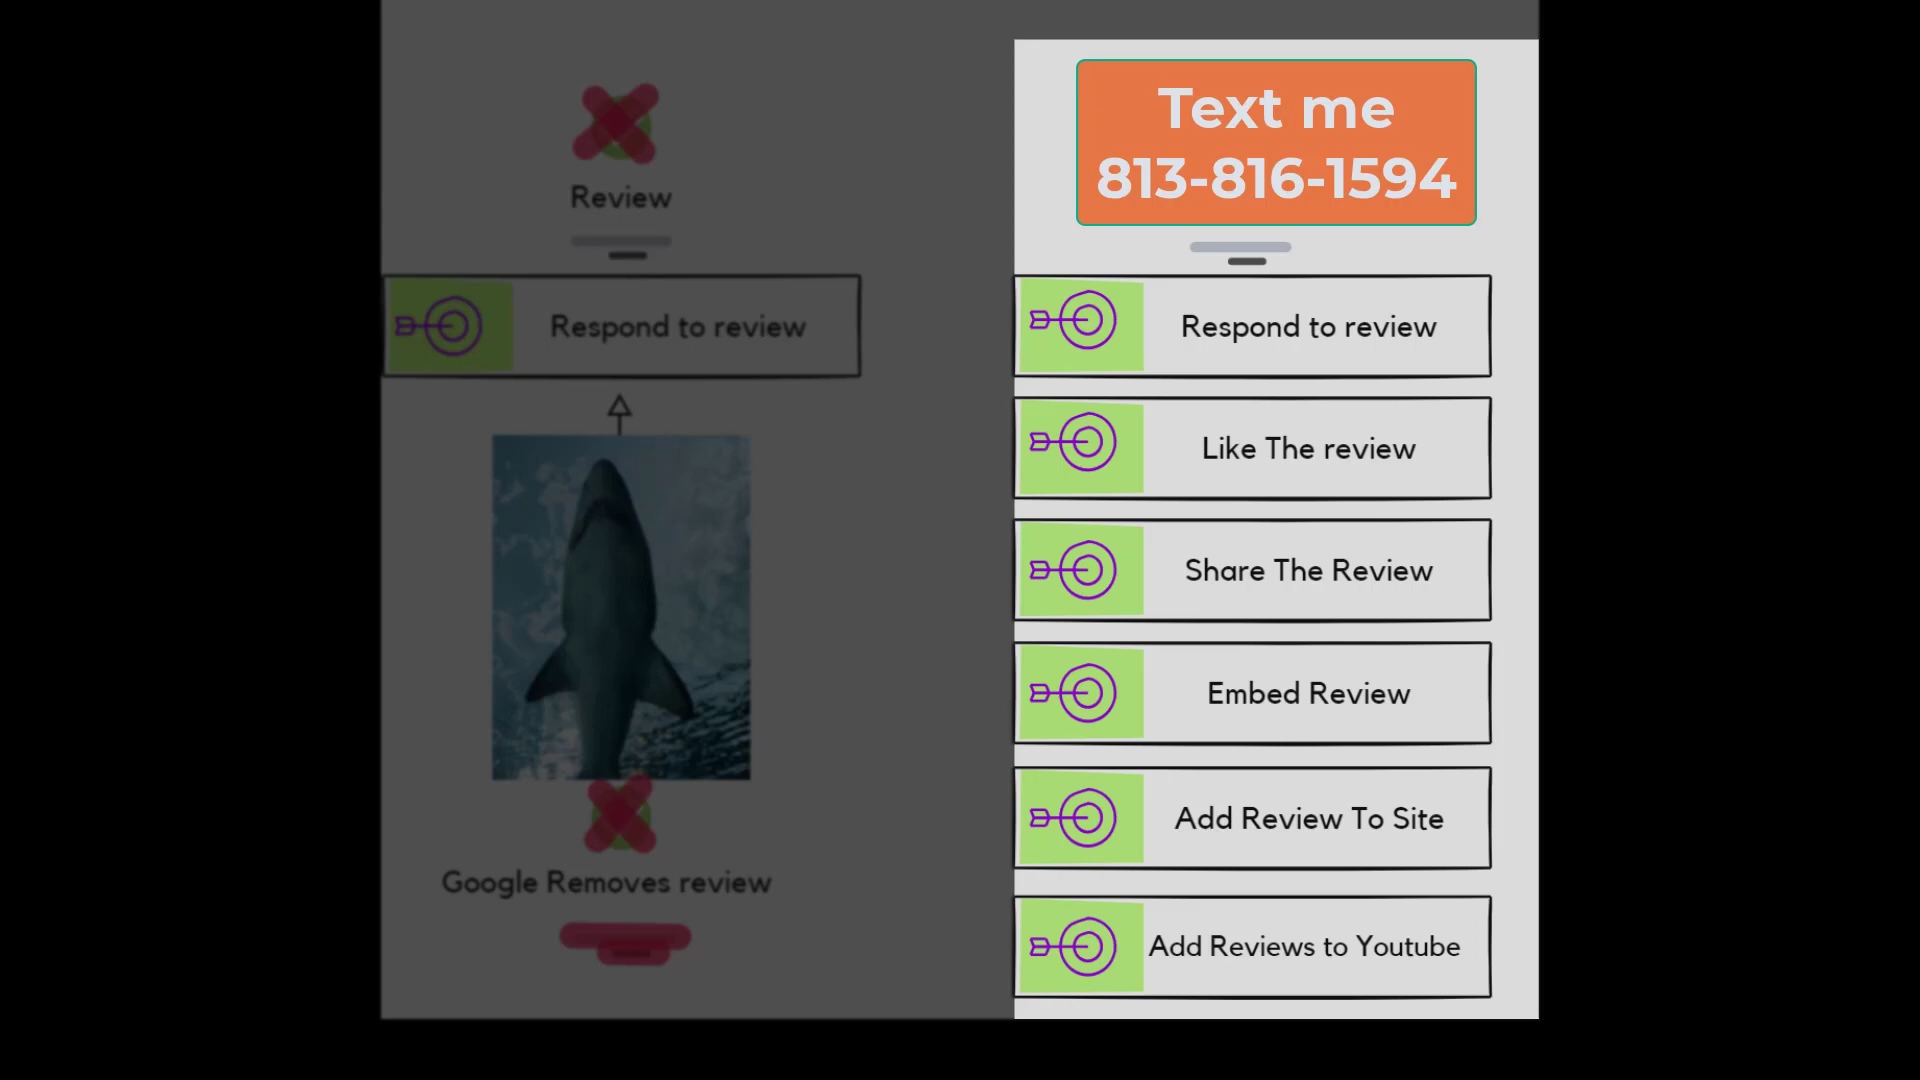 Review
Respond to review
Google Removes review
Text me
813-816-1594
Respond to review
Like The review
Share The Review
Embed Review
Add Review To Site
Add Reviews to Youtube